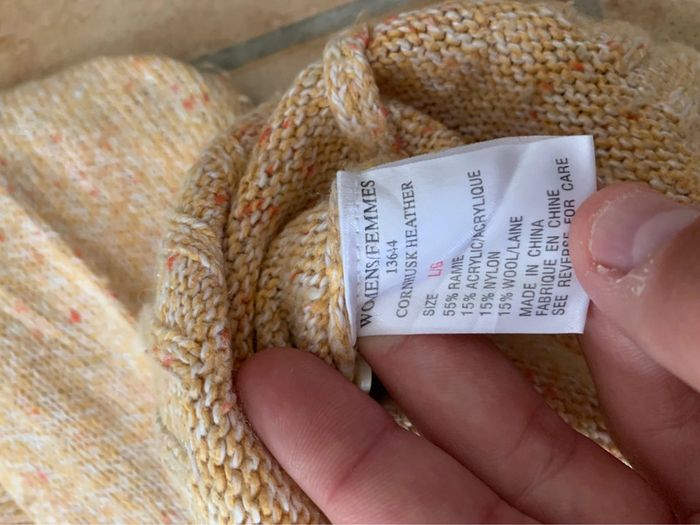 WOMENS/FEMMES
13644
CORNHUSK HEATHER
SIZE L/G
55% RAMIE
15% ACRYLIC/ACRYLIQUE
15% NYLON
15% WOOL/LAINE
MADE IN CHINA
FABRIQUE EN CHINE
SEE REVERSE FOR CARE